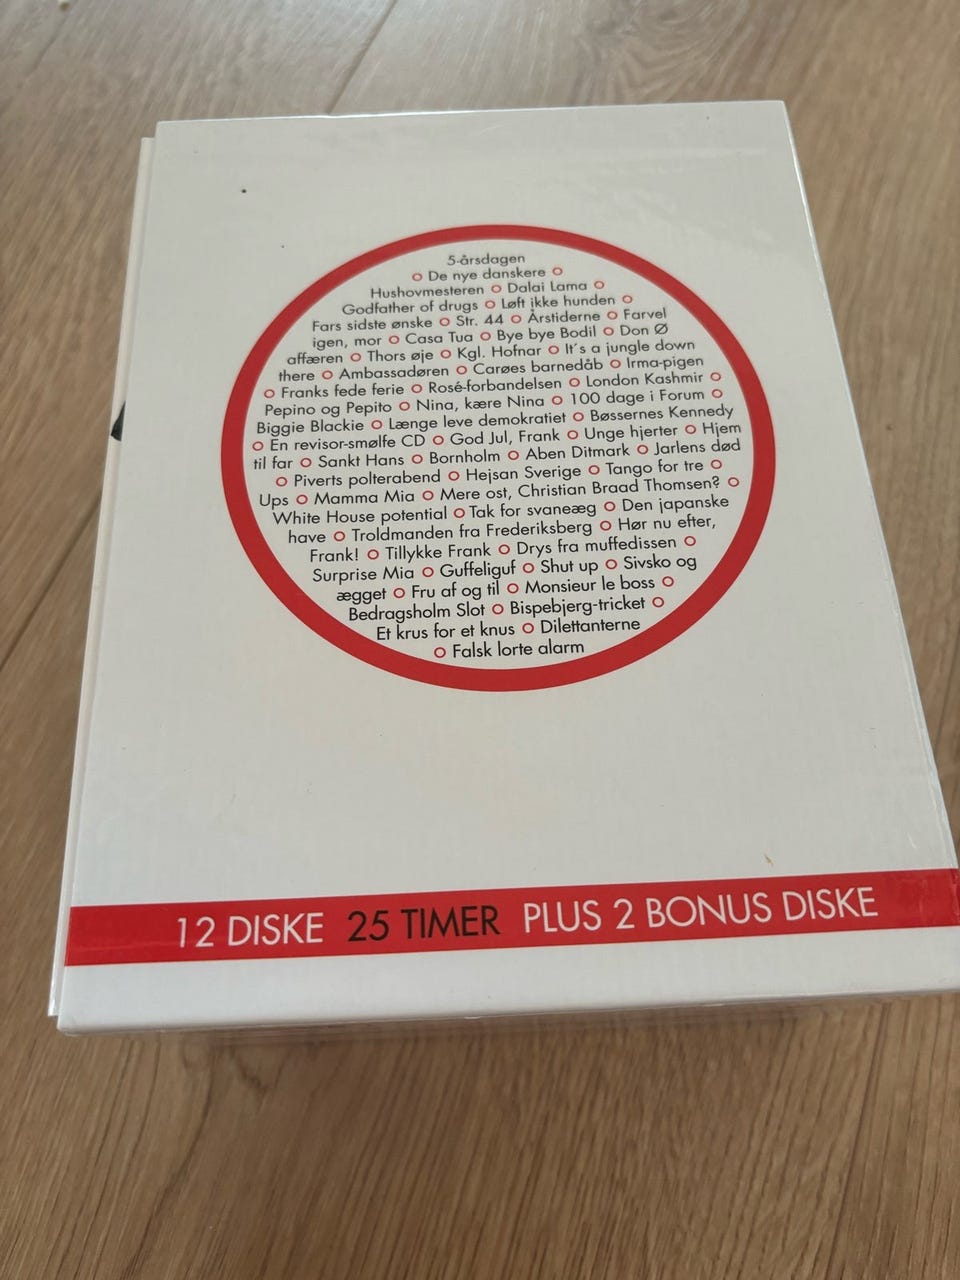 5-årsdagen
o De nye danskere o
Hushovmesteren o Dalai Lama o
Godfather of drugs o Løft ikke hunden o
Fars sidste ønske o Str. 44 o Årstiderne o Farvel
igen, mor o Casa Tua o Bye bye Bodil o Don Ø
affæren o Thors øje o Kgl. Hofnar o It´s a jungle down
there o Ambassadøren o Carøes barnedåb o Irma-pigen
o Franks fede ferie o Rosé-forbandelsen o London Kashmir o
Pepino og Pepito o Nina, kære Nina o 100 dage i Forum o
Biggie Blackie o Længe leve demokratiet o Bøssernes Kennedy
o En revisor-smølfe CD o God Jul, Frank o Unge hjerter o Hjem
til far o Sankt Hans o Bornholm o Aben Ditmark o Jarlens død
o Piverts polterabend o Hejsan Sverige o Tango for tre o
Ups o Mamma Mia o Mere ost, Christian Braad Thomsen? o
White House potential o Tak for svaneæg o Den japanske
have o Troldmanden fra Frederiksberg o Hør nu efter,
Frank! o Tillykke Frank o Drys fra muffedissen o
Surprise Mia o Guffeliguf o Shut up o Sivsko og
ægget o Fru af og til o Monsieur le boss o
Bedragsholm Slot o Bispebjerg-tricket o
Et krus for et knus o Dilettanterne
o Falsk lorte alarm
12 DISKE 25 TIMER PLUS 2 BONUS DISKE